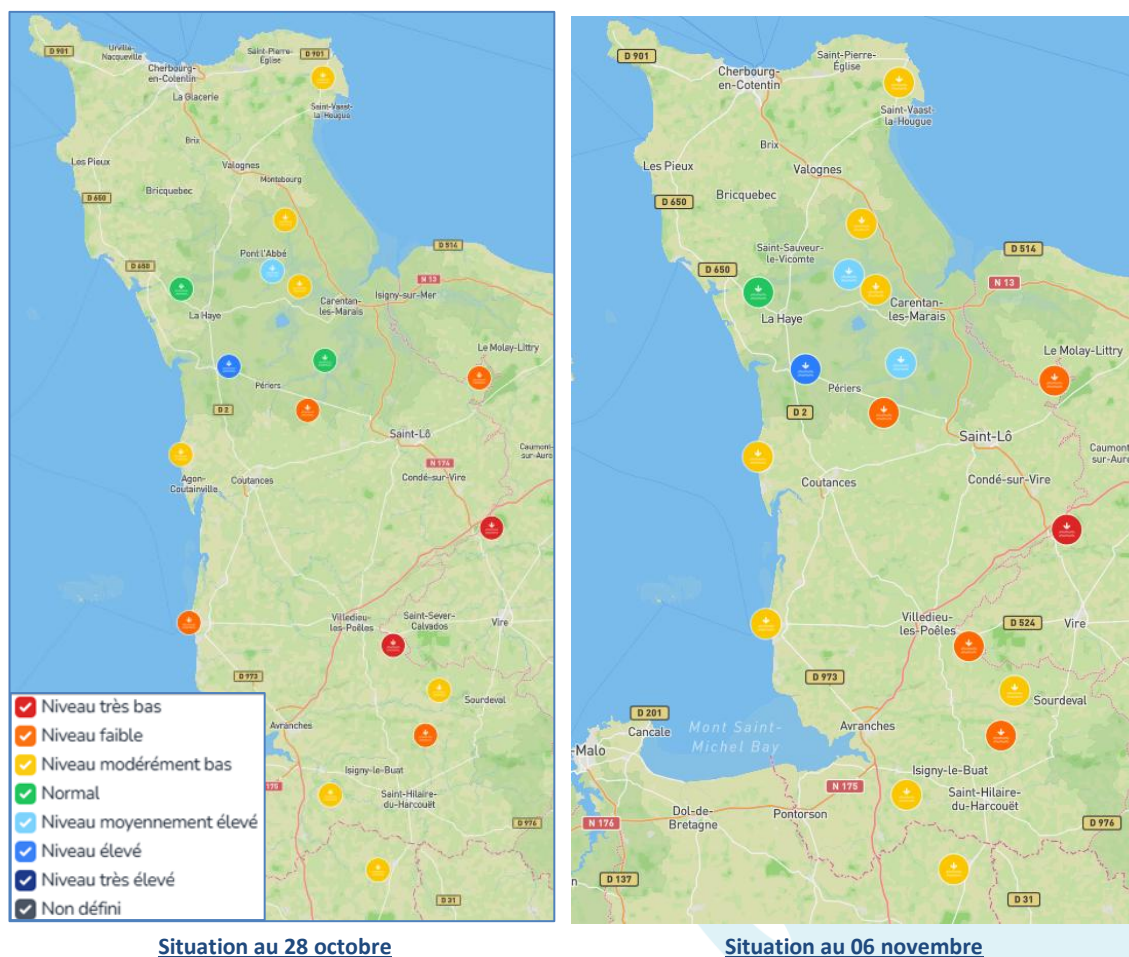 D 901
Urville-
Nacqueville
Cherbourg-
en-Cotentin
Saint-Pierre-
Église
D 901
La Glacerie
Saint-Vaast-
la-Hougue
Brix
Les Pieux
Valognes
Montebourg
Bricquebec
D 650
Pont l'Abbé
D 514
D 650
N 13
Isigny-sur-Mer
Carentan-
les-Marais
La Haye
Le Molay-Littry
Périers
D 2
Saint-Lô
Caumont-
sur-Aure
N 174
Agon-
Coutainville
Coutances
Condé-sur-Vire
Villedieu-
les-Poêles
Saint-Sever-
Calvados
Vire
D 973
Sourdeval
Avranches
Isigny-le-Buat
Saint-Hilaire-
du-Harcouët
D 976
D 31
Niveau très bas
Niveau faible
Niveau modérément bas
Normal
Niveau moyennement élevé
Niveau élevé
Niveau très élevé
Non défini
Situation au 28 octobre
D 901
Cherbourg-
en-Cotentin
Saint-Pierre-
Église
Saint-Vaast-
la-Hougue
Brix
Les Pieux
Valognes
Bricquebec
D 650
Saint-Sauveur-
le-Vicomte
D 514
D 650
N 13
Carentan-
les-Marais
La Haye
Le Molay-Littry
Périers
D 2
Saint-Lô
Caumont-
sur-Aure
Coutances
Condé-sur-Vire
Villedieu-
les-Poêles
D 524
Vire
D 973
Sourdeval
D 201
Cancale
Mont Saint-
Michel Bay
Avranches
-Malo
Isigny-le-Buat
N 175
Saint-Hilaire-
du-Harcouët
Dol-de-
Bretagne
Pontorson
N 176
D 976
D 137
D 31
Situation au 06 novembre